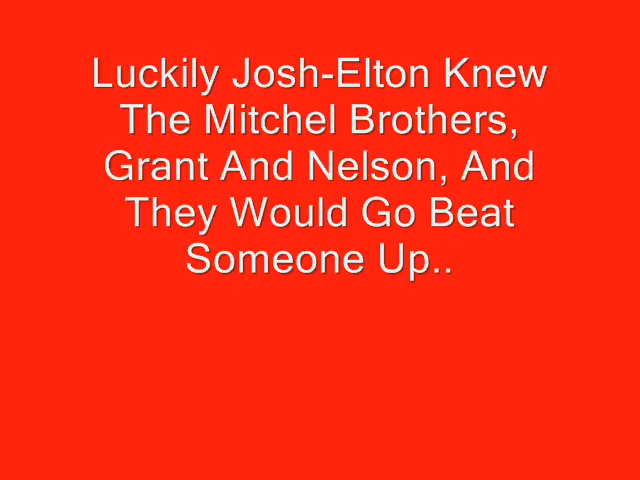 Luckily Josh-Elton Knew
The Mitchel Brothers,
Grant And Nelson, And
They Would Go Beat
Someone Up..